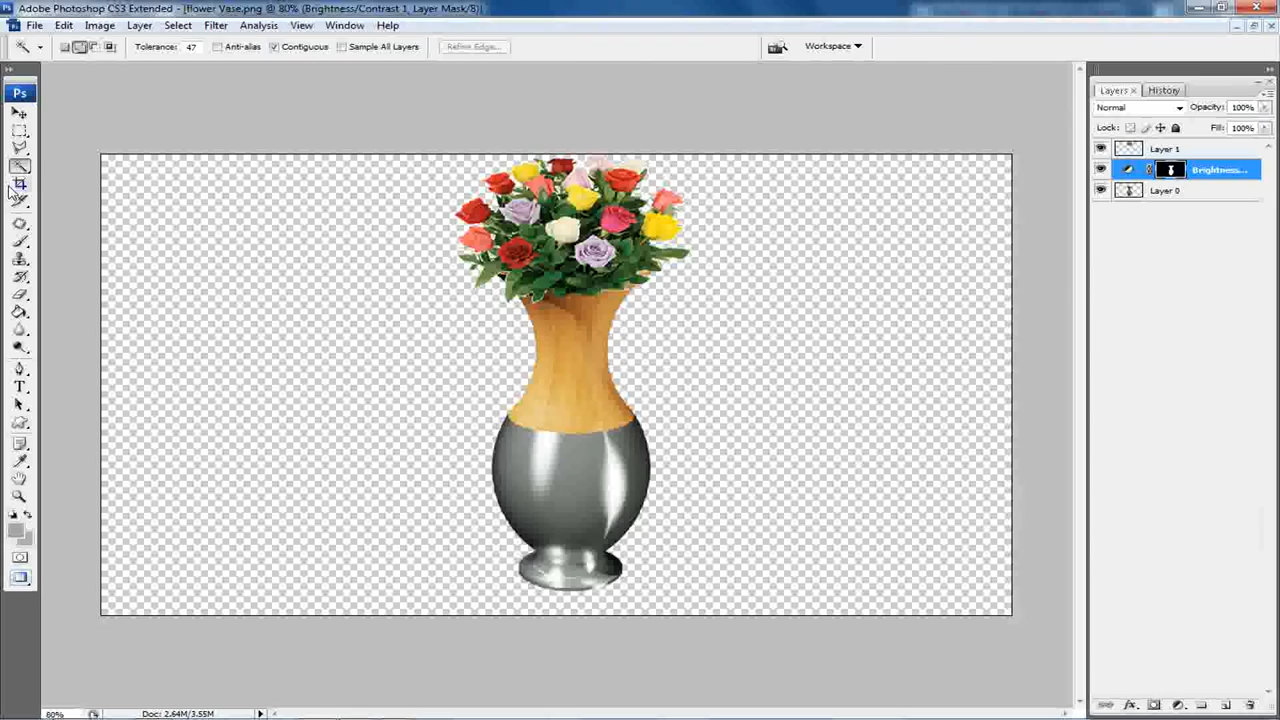 Adobe Photoshop CS3 Extended - [flower Vase.png @ 80% (Brightness/Contrast 1, Layer Mask/8)]
File Edit Image Layer Select Filter Analysis View Window Help
Tolerance: 47 Anti-alias Contiguous Sample All Layers Refine Edge... Workspace
Ps
Layers x History
Normal Opacity: 100%
Lock: Fill: 100%
Layer 1
Brightness...
Layer 0
T
80% Doc: 2.64M/3.55M